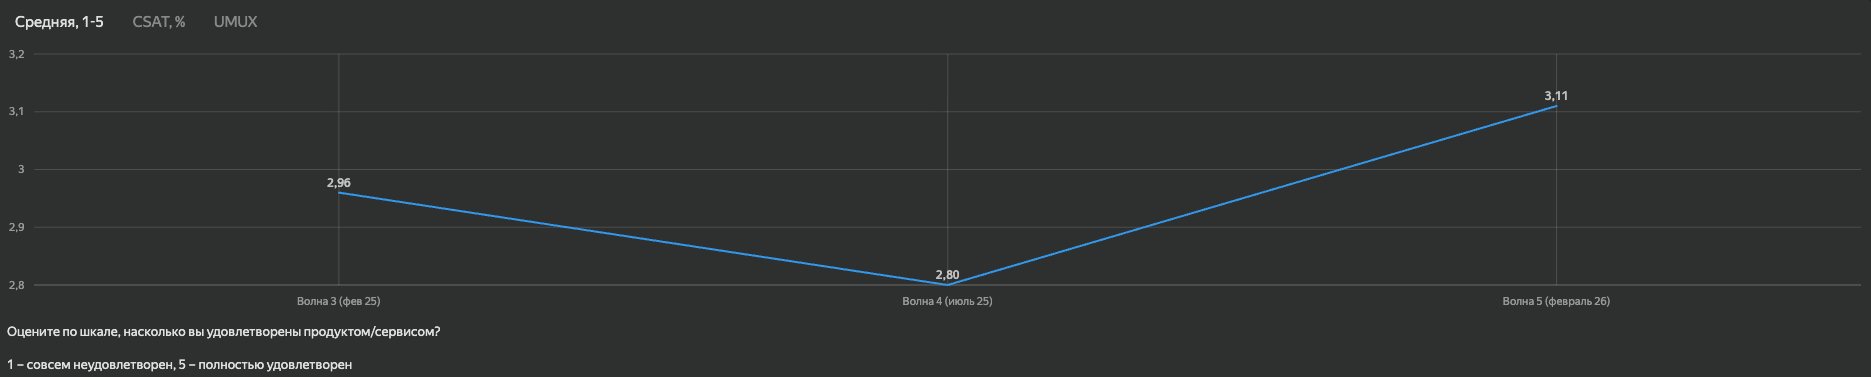 Средняя, 1-5 CSAT, % UMUX
3,2
3,1
3
2,9
2,8
2,96
2,80
3,11
Волна 3 (фев 25) Волна 4 (июль 25) Волна 5 (февраль 26)
Оцените по шкале, насколько вы удовлетворены продуктом/сервисом?
1 – совсем неудовлетворен, 5 – полностью удовлетворен